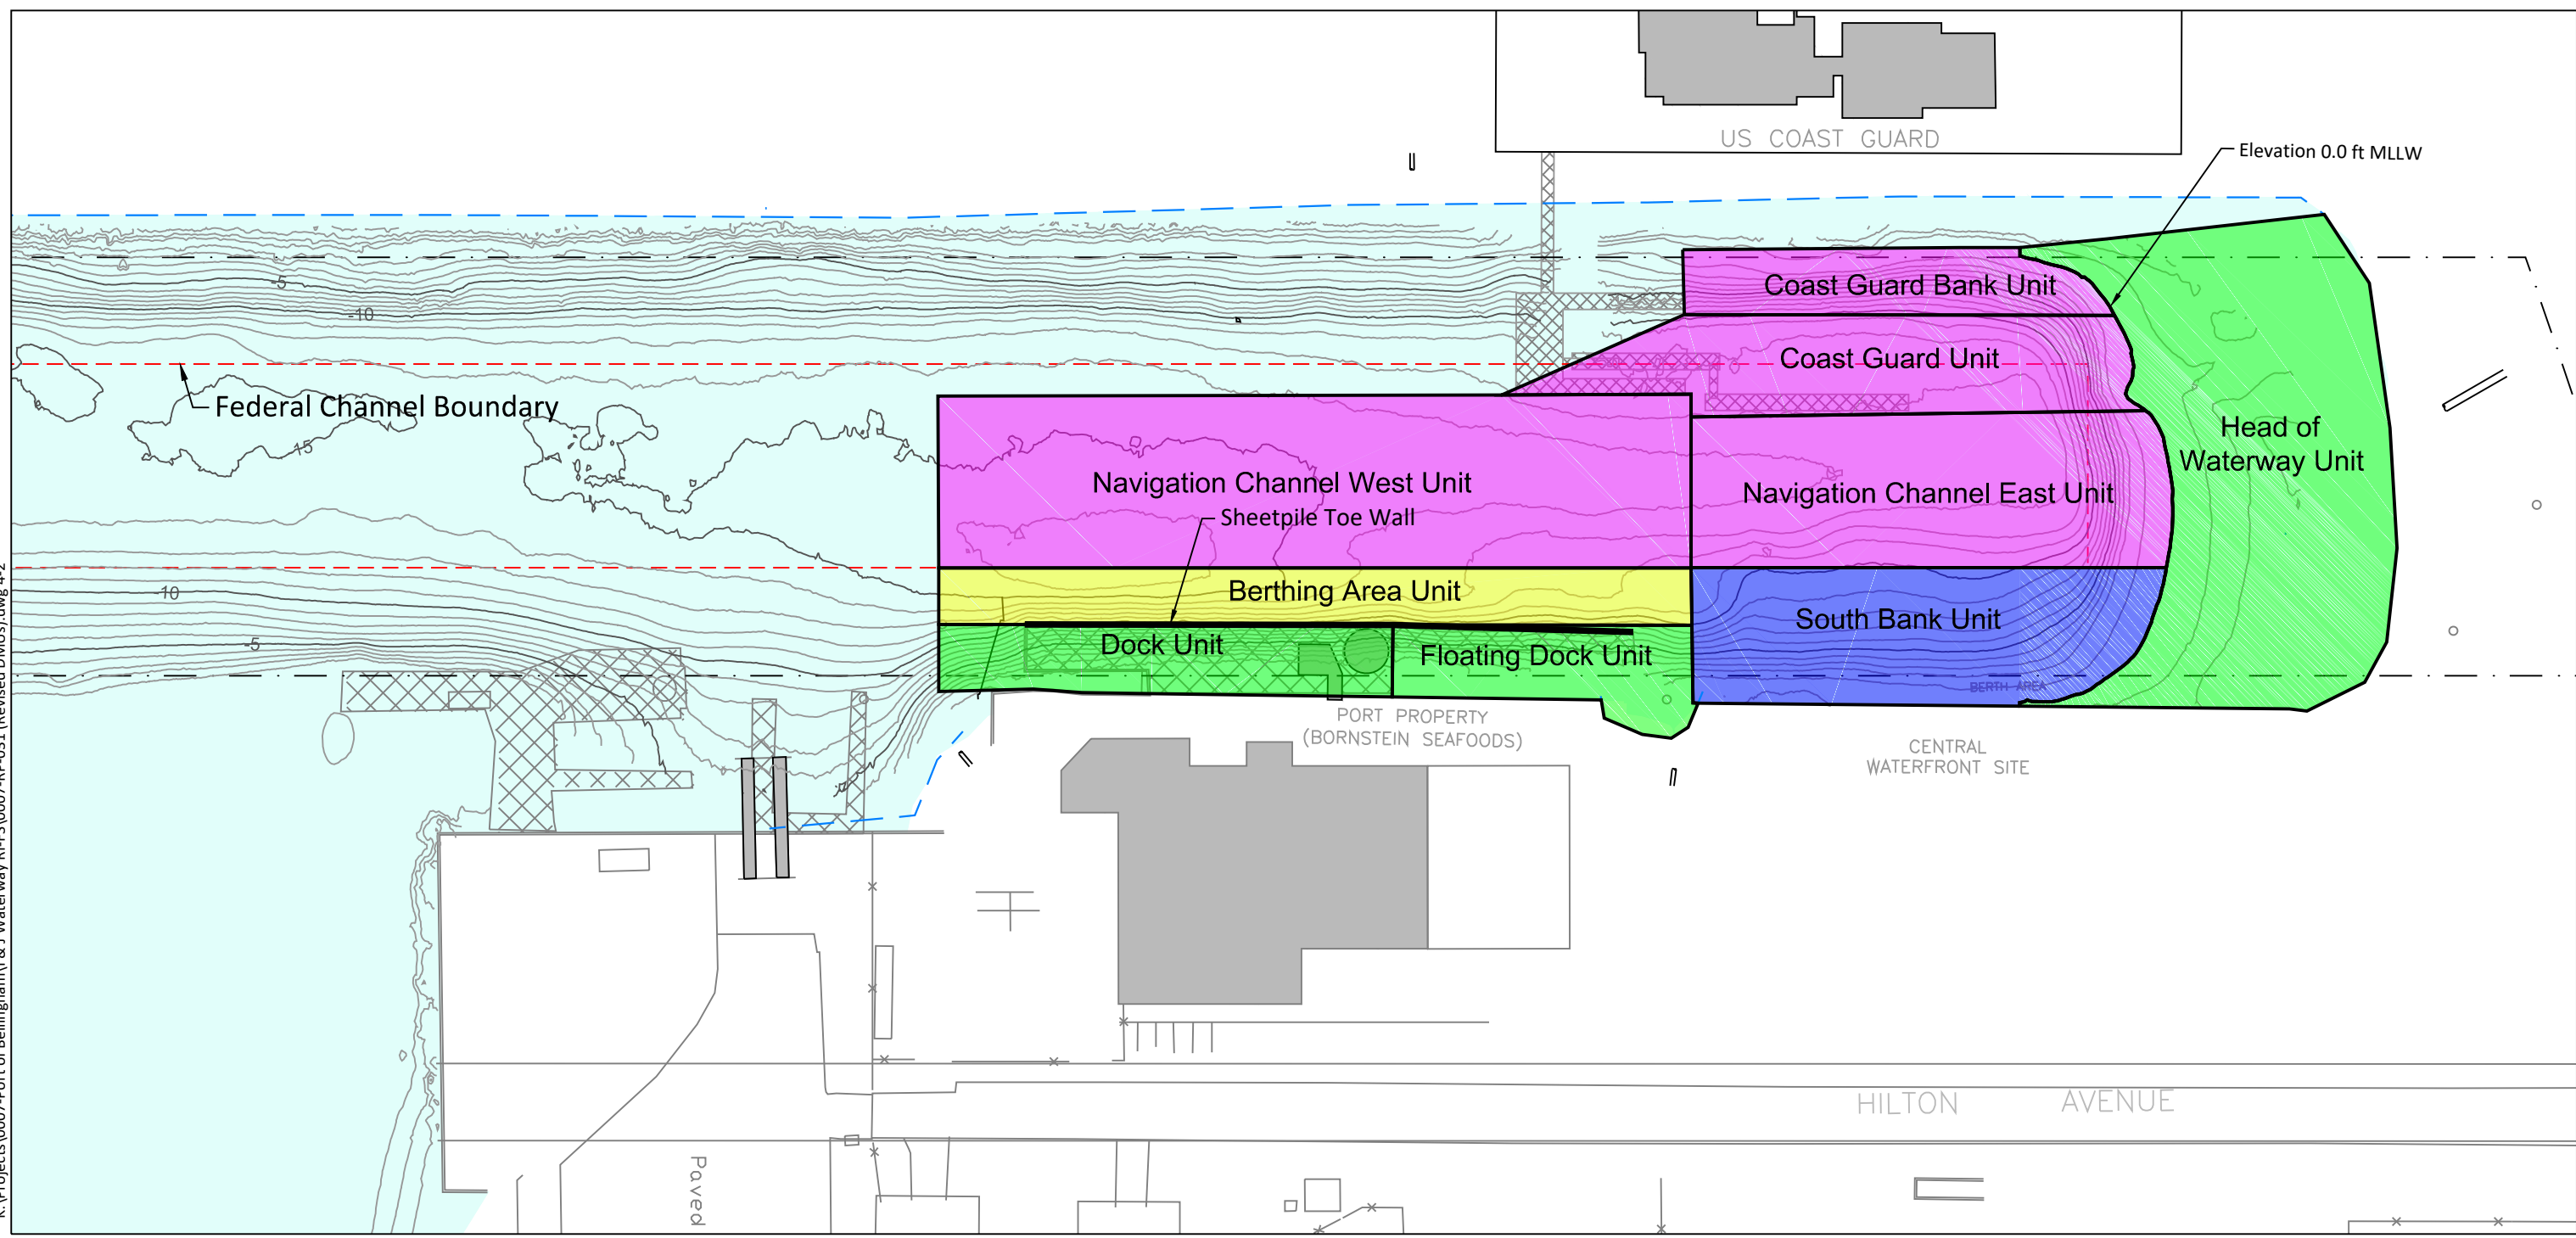 US COAST GUARD
Elevation 0.0 ft MLLW
-5
-10
Coast Guard Bank Unit
Coast Guard Unit
Federal Channel Boundary
15
Head of
Waterway Unit
Navigation Channel West Unit
Navigation Channel East Unit
Sheetpile Toe Wall
-10
Berthing Area Unit
South Bank Unit
-5
Dock Unit
Floating Dock Unit
BERTH AREA
PORT PROPERTY
(BORNSTEIN SEAFOODS)
CENTRAL
WATERFRONT SITE
HILTON AVENUE
Paved